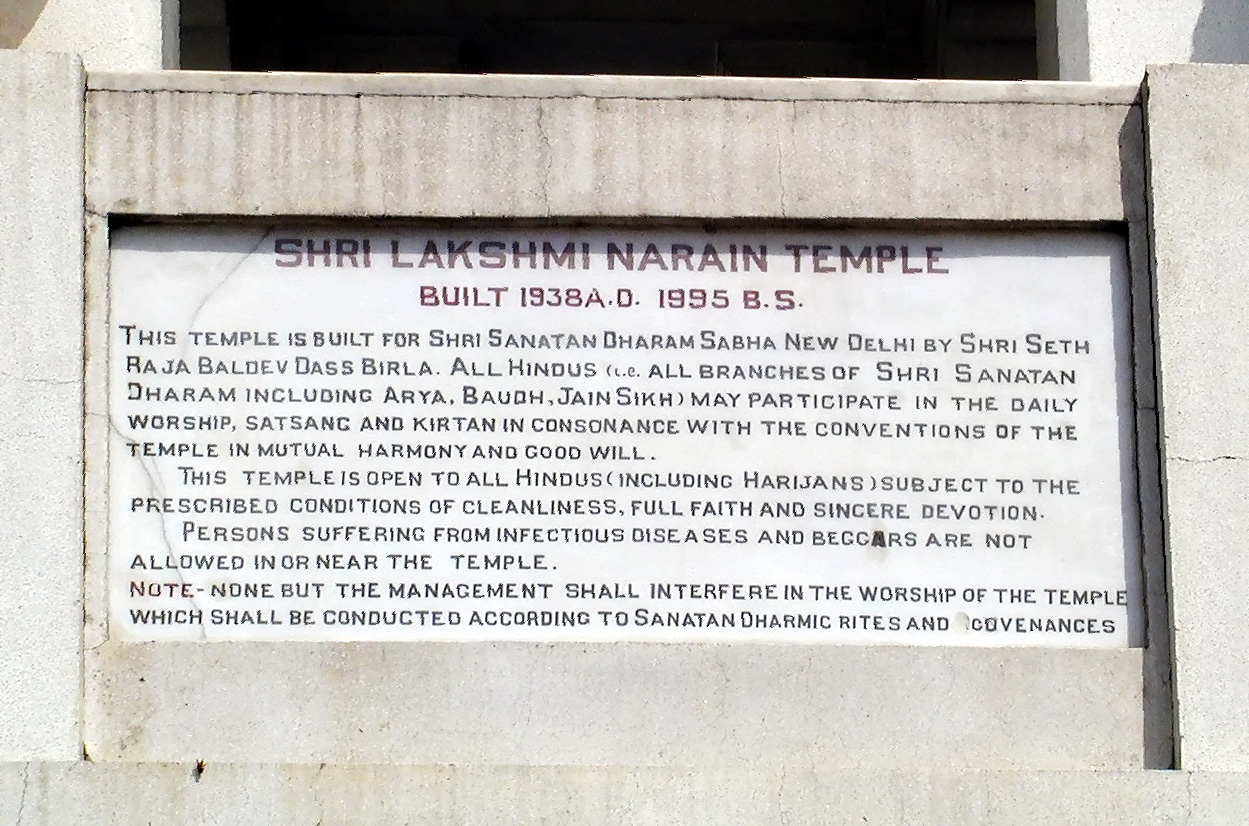 SHRI LAKSHMI NARAIN TEMPLE
BUILT 1938 A.D. 1995 B.S.
THIS TEMPLE IS BUILT FOR SHRI SANATAN DHARAM SABHA NEW DELHI BY SHRI SETH
RAJA BALDEV DASS BIRLA. ALL HINDUS (i.e. ALL BRANCHES OF SHRI SANATAN
DHARAM INCLUDING ARYA, BAUDH, JAIN SIKH) MAY PARTICIPATE IN THE DAILY
WORSHIP, SATSANG AND KIRTAN IN CONSONANCE WITH THE CONVENTIONS OF THE
TEMPLE IN MUTUAL HARMONY AND GOOD WILL.
THIS TEMPLE IS OPEN TO ALL HINDUS (INCLUDING HARIJANS) SUBJECT TO THE
PRESCRIBED CONDITIONS OF CLEANLINESS, FULL FAITH AND SINCERE DEVOTION.
PERSONS SUFFERING FROM INFECTIOUS DISEASES AND BEGGARS ARE NOT
ALLOWED IN OR NEAR THE TEMPLE.
NOTE- NONE BUT THE MANAGEMENT SHALL INTERFERE IN THE WORSHIP OF THE TEMPLE
WHICH SHALL BE CONDUCTED ACCORDING TO SANATAN DHARMIC RITES AND COVENANCES